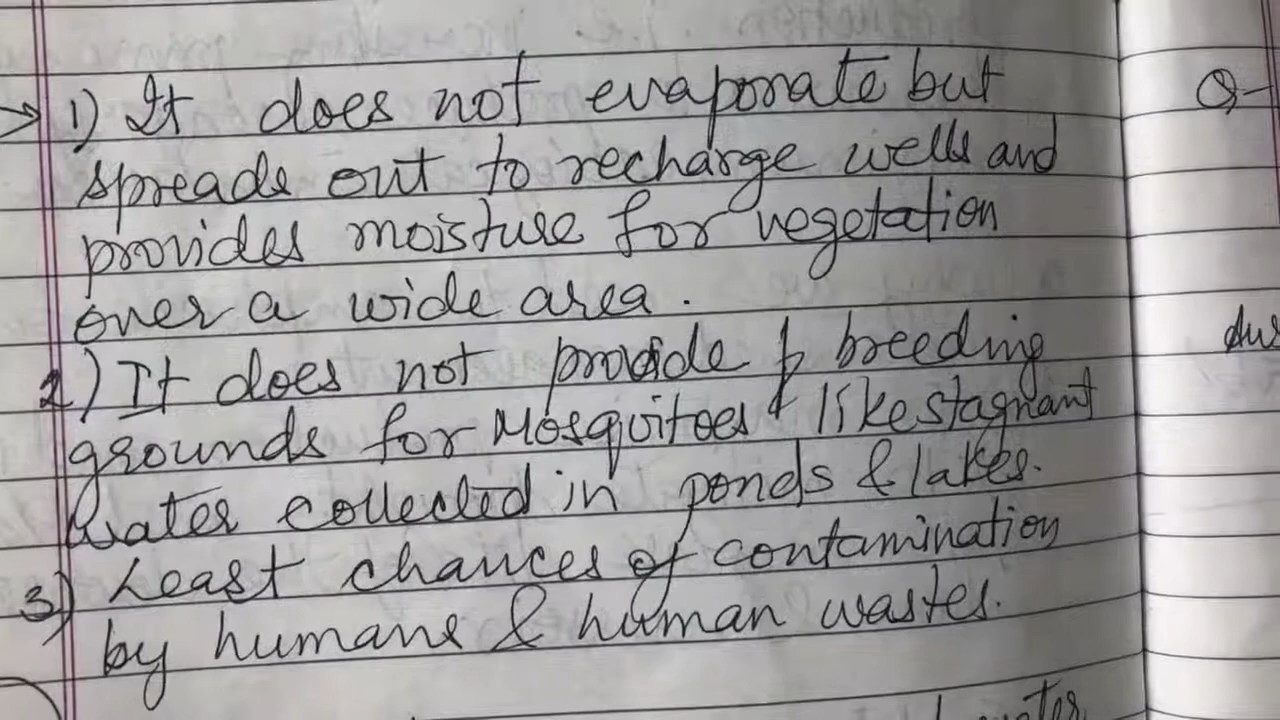 → 1) It does not evaporate but
spreads out to recharge wells and
provides moisture for vegetation
over a wide area.
2) It does not provide breeding
grounds for Mosquitoes like stagnant
water collected in ponds & lakes.
3) Least chances of contamination
by humans & human wastes.
water
Q-
Ans